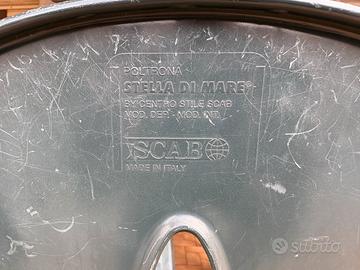 POLTRONA
STELLA DI MARE
BY CENTRO STILE SCAB
MOD. DEP. - MOD. INT.
SCAB
MADE IN ITALY
subito